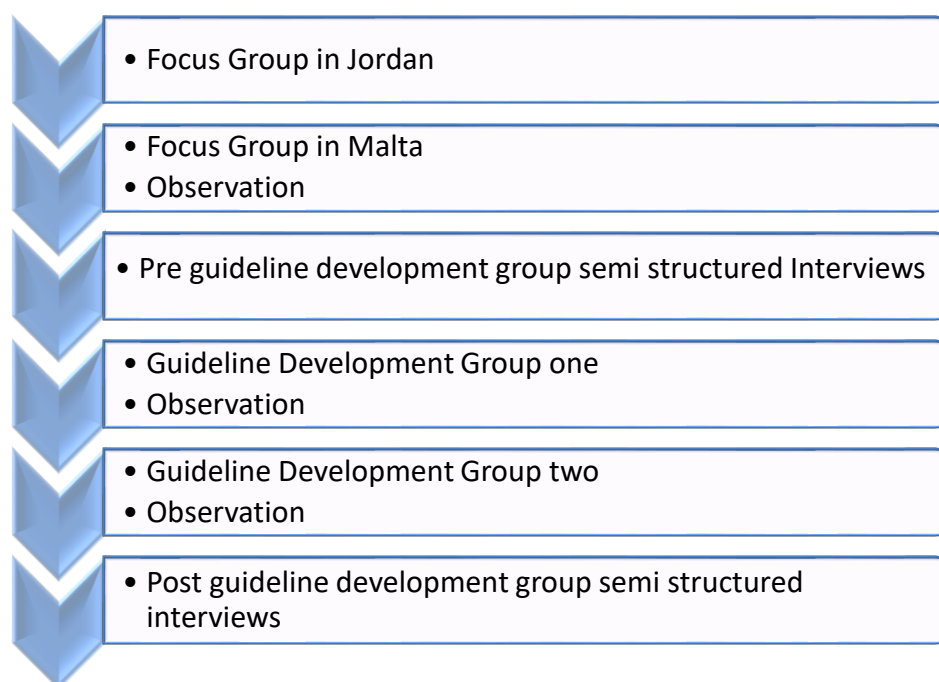 • Focus Group in Jordan
• Focus Group in Malta
• Observation
• Pre guideline development group semi structured Interviews
• Guideline Development Group one
• Observation
• Guideline Development Group two
• Observation
• Post guideline development group semi structured
interviews